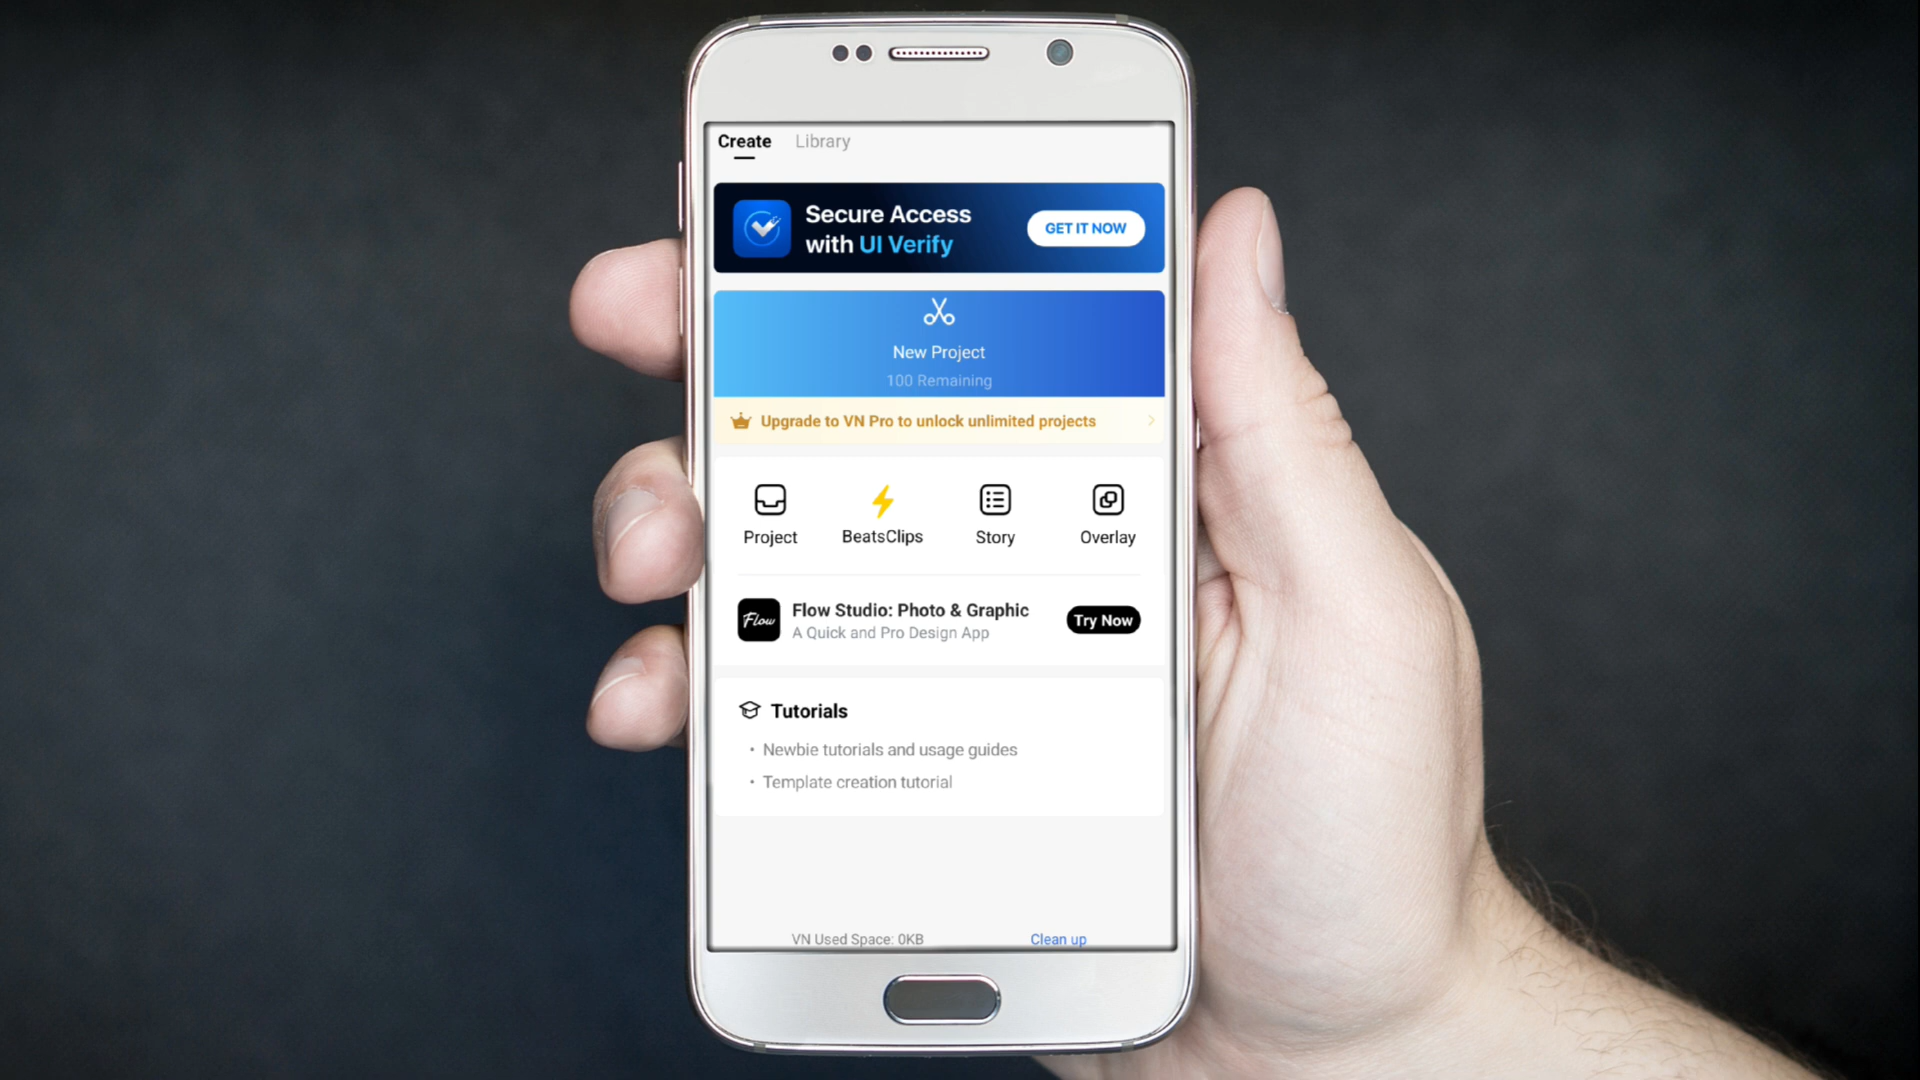 Create Library
Secure Access
with UI Verify
GET IT NOW
New Project
100 Remaining
Upgrade to VN Pro to unlock unlimited projects
Project BeatsClips Story Overlay
Flow
Flow Studio: Photo & Graphic
A Quick and Pro Design App
Try Now
Tutorials
• Newbie tutorials and usage guides
• Template creation tutorial
VN Used Space: 0KB Clean up